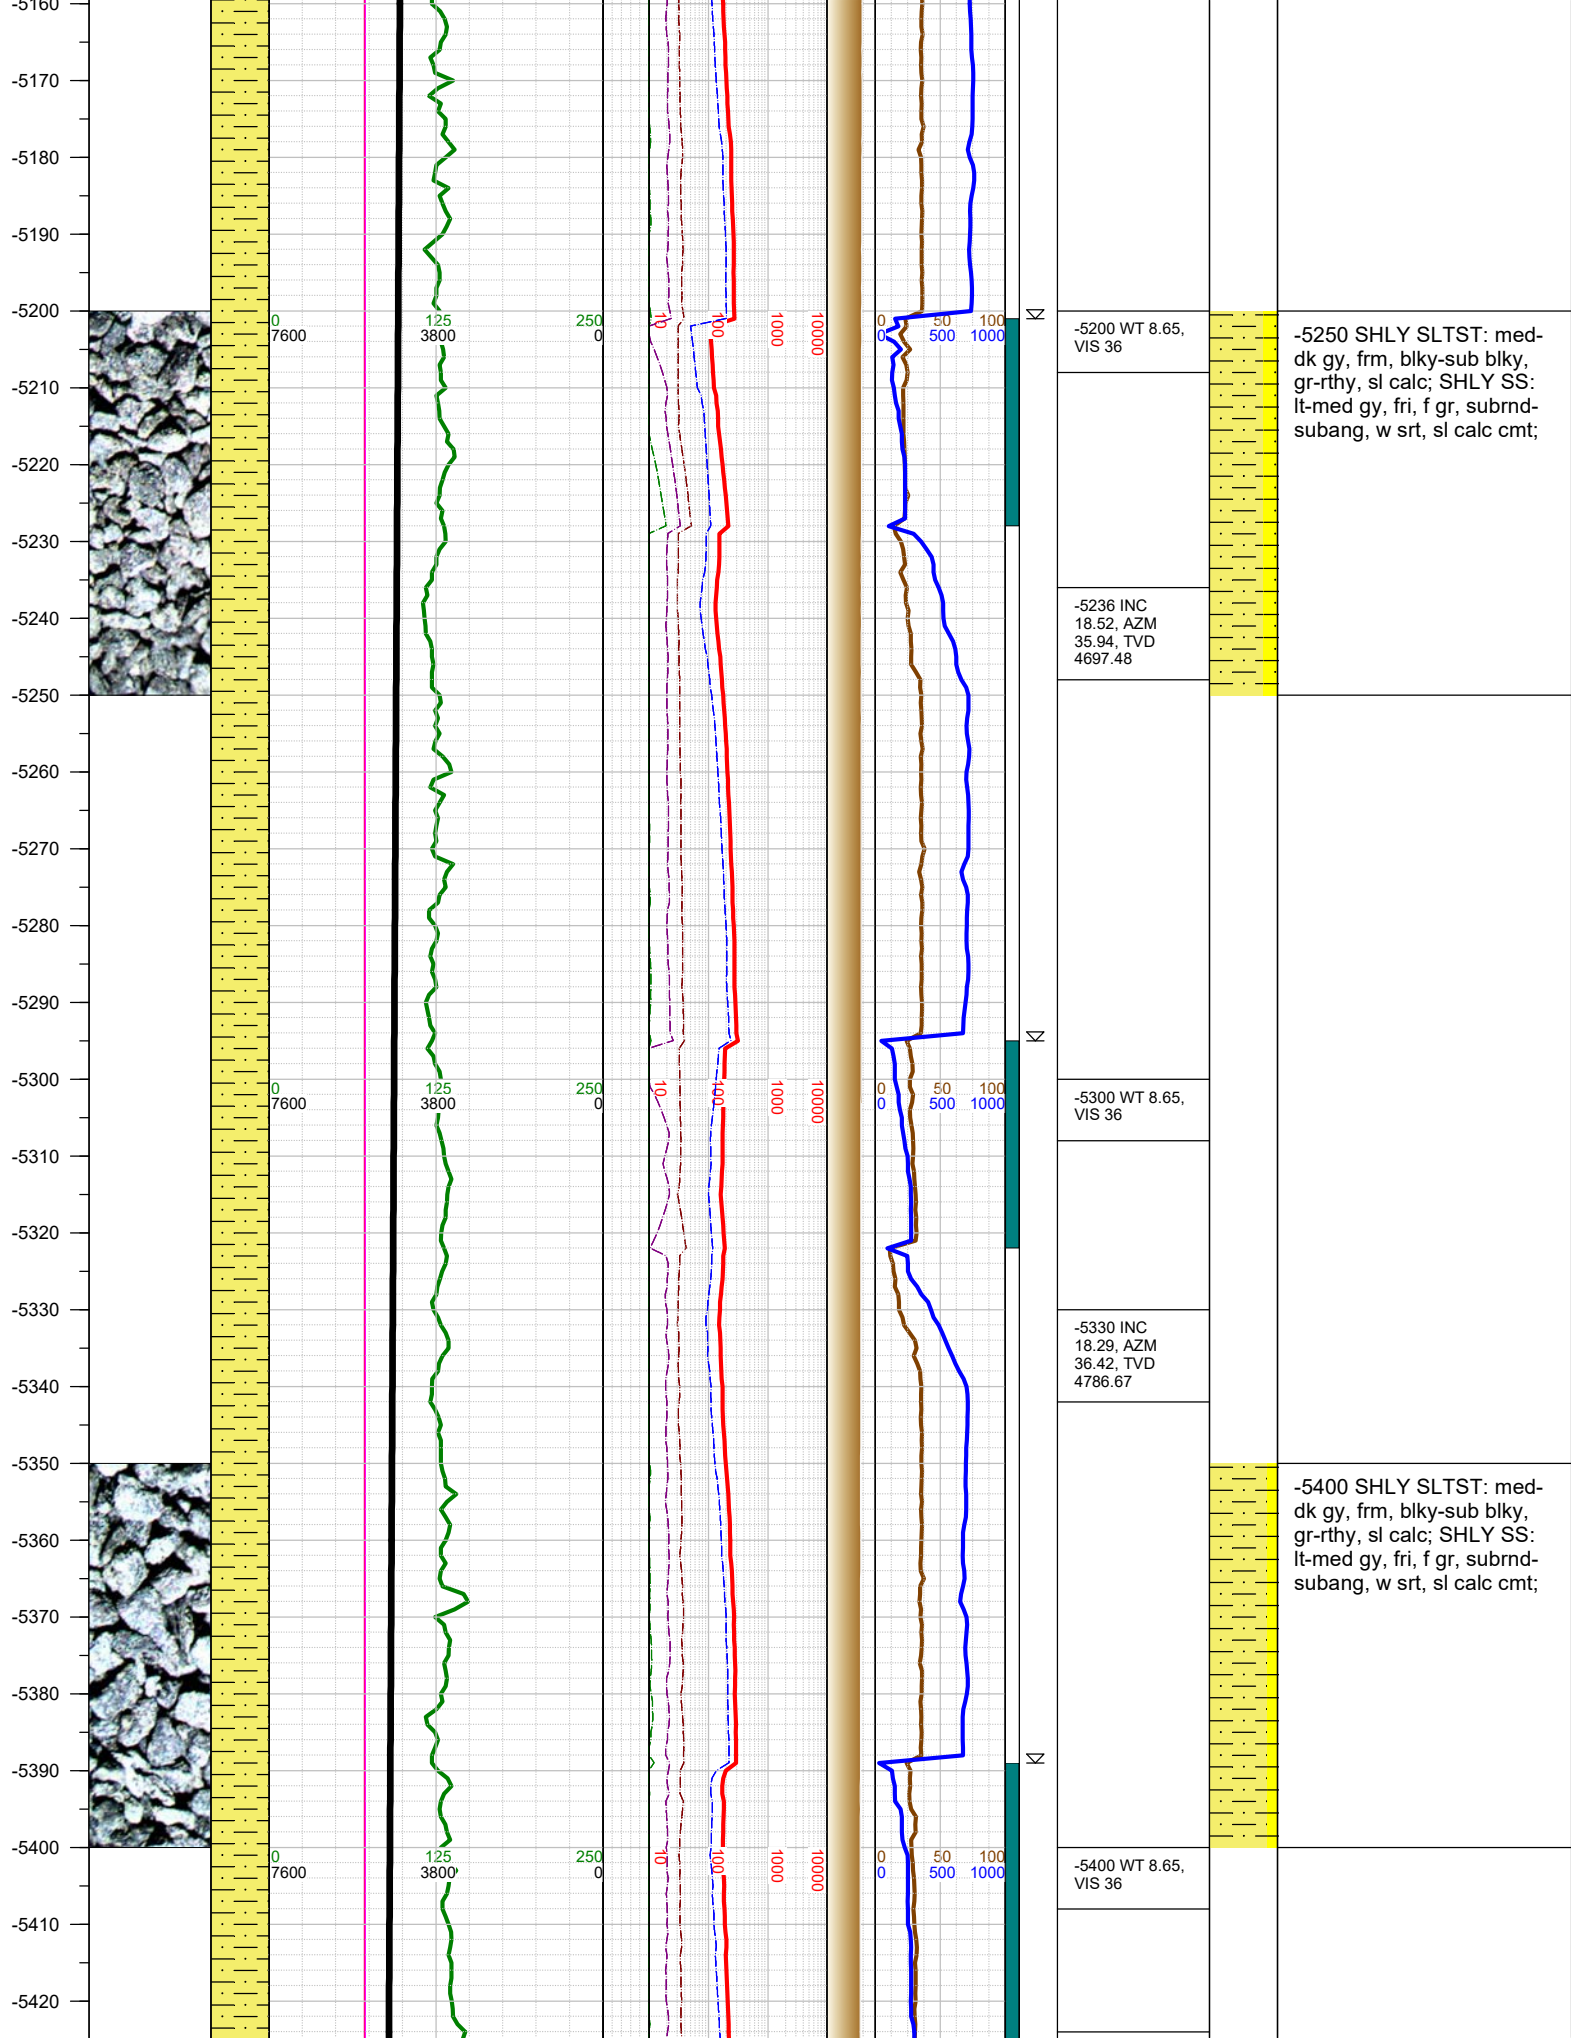 -5160
-5170
-5180
-5190
-5200
0 125 250 10 100 1000 10000 0 50 100
7600 3800 0 0 500 1000
-5200 WT 8.65,
VIS 36
-5250 SHLY SLTST: med-
dk gy, frm, blky-sub blky,
gr-rthy, sl calc; SHLY SS:
lt-med gy, fri, f gr, subrnd-
subang, w srt, sl calc cmt;
-5210
-5220
-5230
-5236 INC
18.52, AZM
35.94, TVD
4697.48
-5240
-5250
-5260
-5270
-5280
-5290
-5300
0 125 250 10 100 1000 10000 0 50 100
7600 3800 0 0 500 1000
-5300 WT 8.65,
VIS 36
-5310
-5320
-5330
-5330 INC
18.29, AZM
36.42, TVD
4786.67
-5340
-5350
-5400 SHLY SLTST: med-
dk gy, frm, blky-sub blky,
gr-rthy, sl calc; SHLY SS:
lt-med gy, fri, f gr, subrnd-
subang, w srt, sl calc cmt;
-5360
-5370
-5380
-5390
-5400
0 125 250 10 100 1000 10000 0 50 100
7600 3800 0 0 500 1000
-5400 WT 8.65,
VIS 36
-5410
-5420